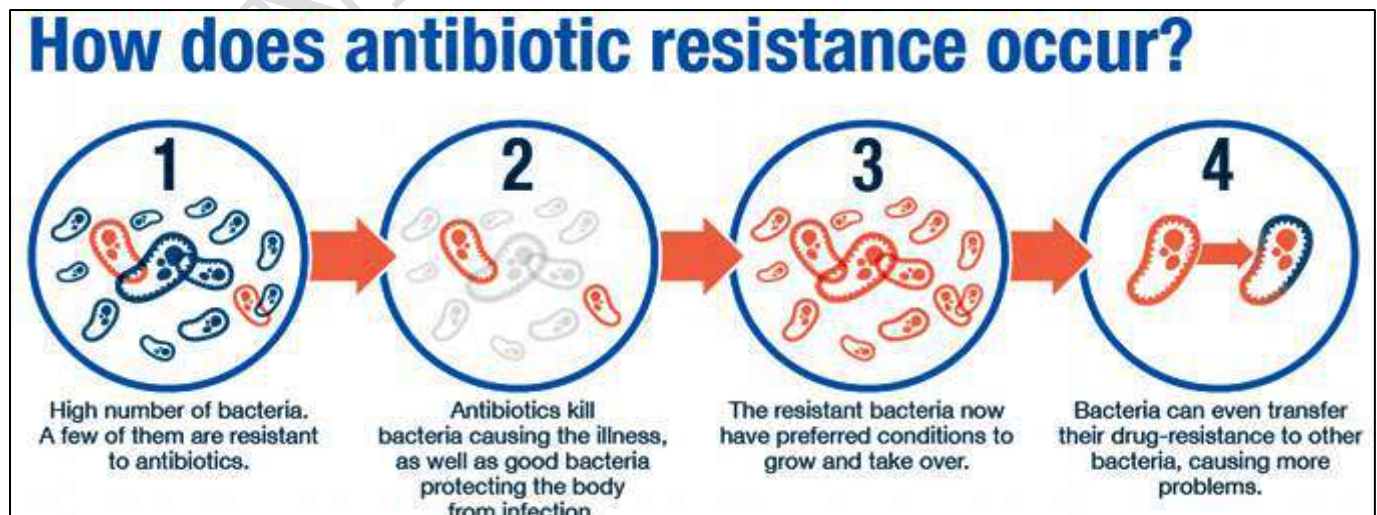 How does antibiotic resistance occur?
1
High number of bacteria.
A few of them are resistant
to antibiotics.
2
Antibiotics kill
bacteria causing the illness,
as well as good bacteria
protecting the body
from infection
3
The resistant bacteria now
have preferred conditions to
grow and take over.
4
Bacteria can even transfer
their drug-resistance to other
bacteria, causing more
problems.